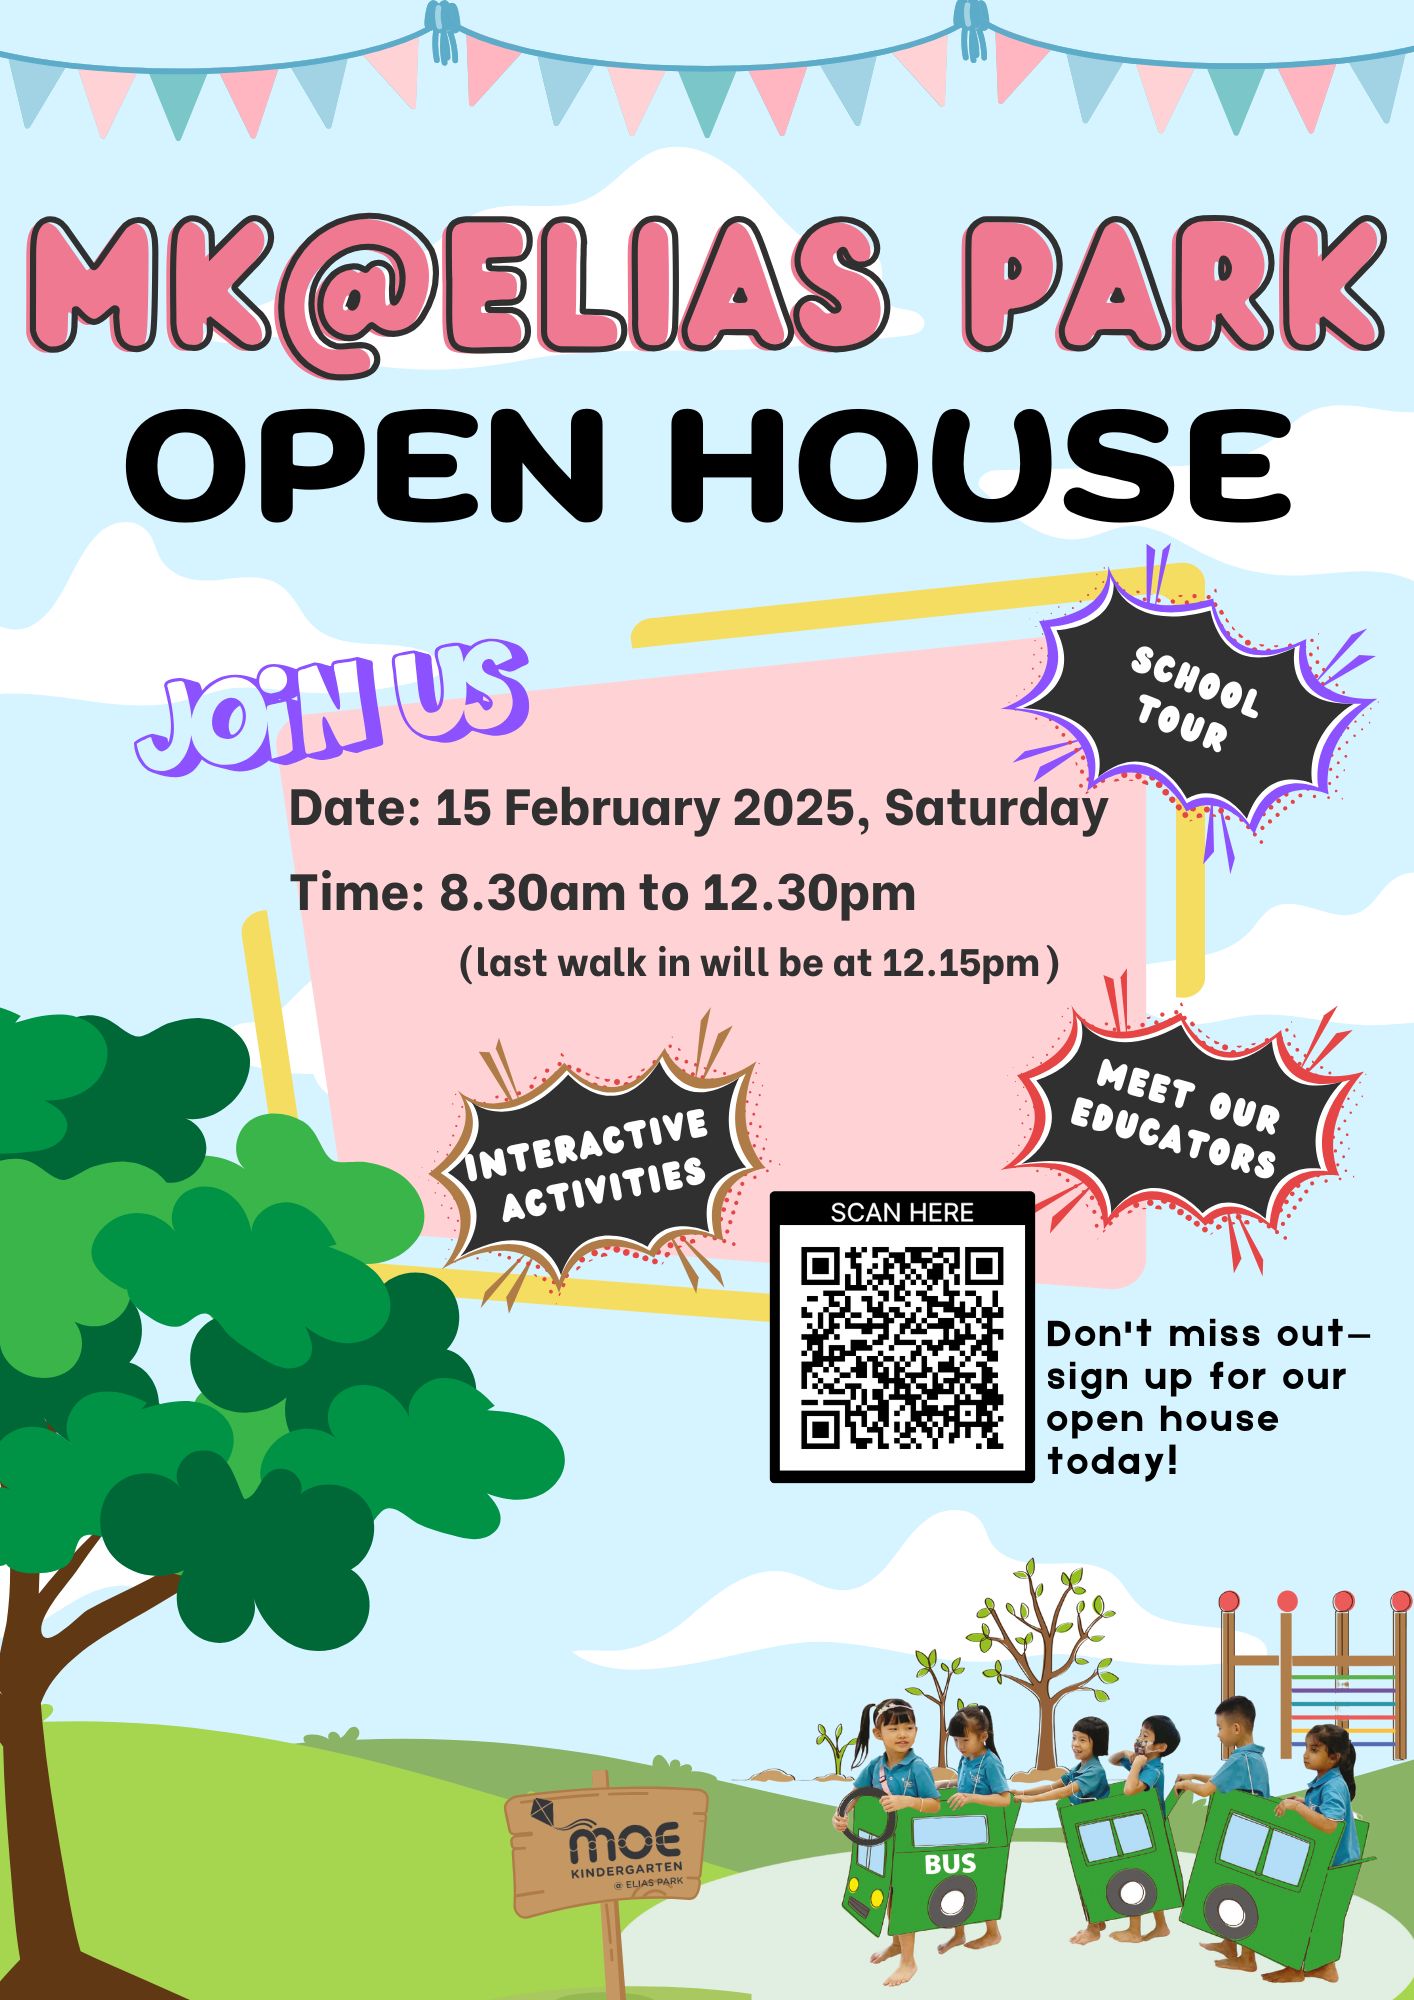 MK@ELIAS PARK
OPEN HOUSE
JOIN US
SCHOOL
TOUR
Date: 15 February 2025, Saturday
Time: 8.30am to 12.30pm
(last walk in will be at 12.15pm)
INTERACTIVE
ACTIVITIES
MEET OUR
EDUCATORS
SCAN HERE
Don't miss out—
sign up for our
open house
today!
moe
KINDERGARTEN
@ ELIAS PARK
BUS